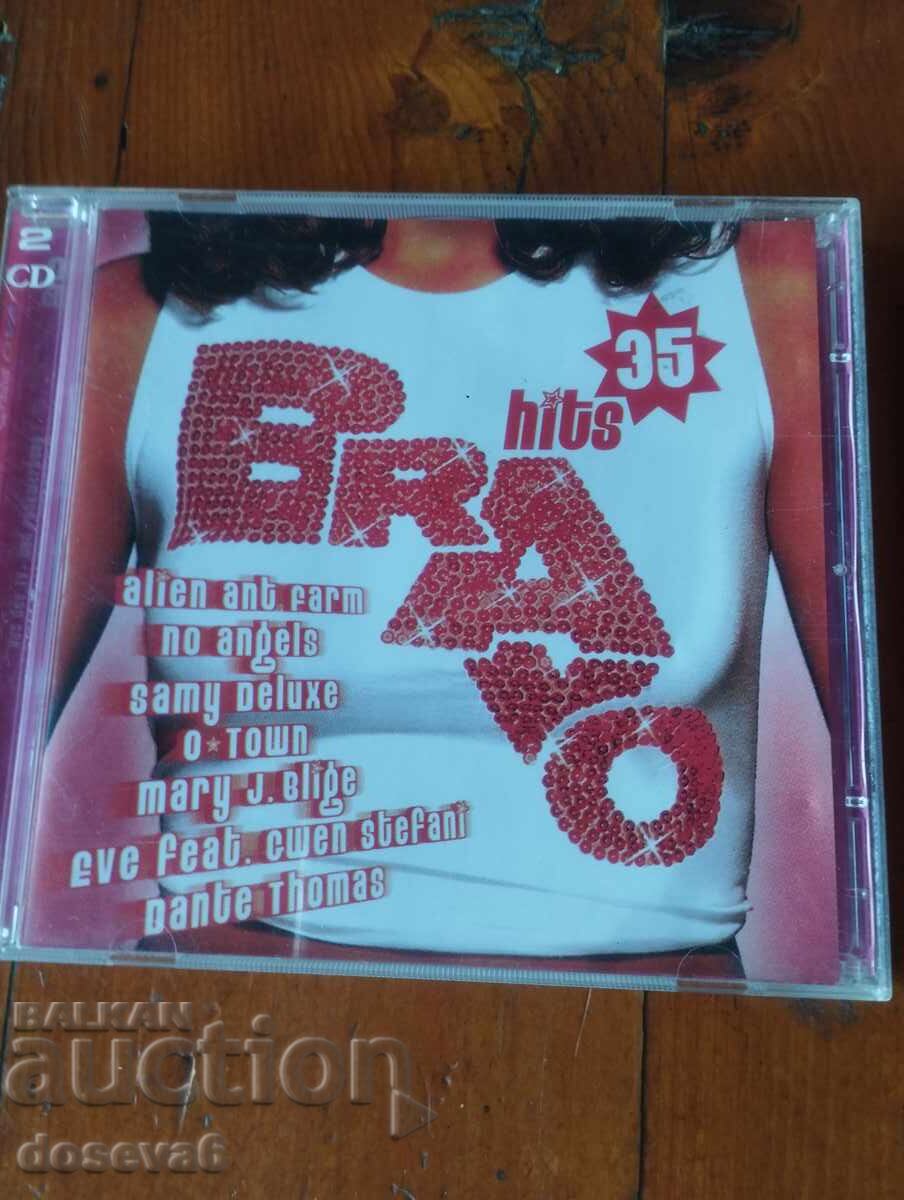 2
CD
35
hits
BRAVO
alien ant farm
no angels
samy Deluxe
O★Town
mary J. Blige
Eve feat. Gwen Stefani
Dante Thomas
BALKAN
auction
doseva6